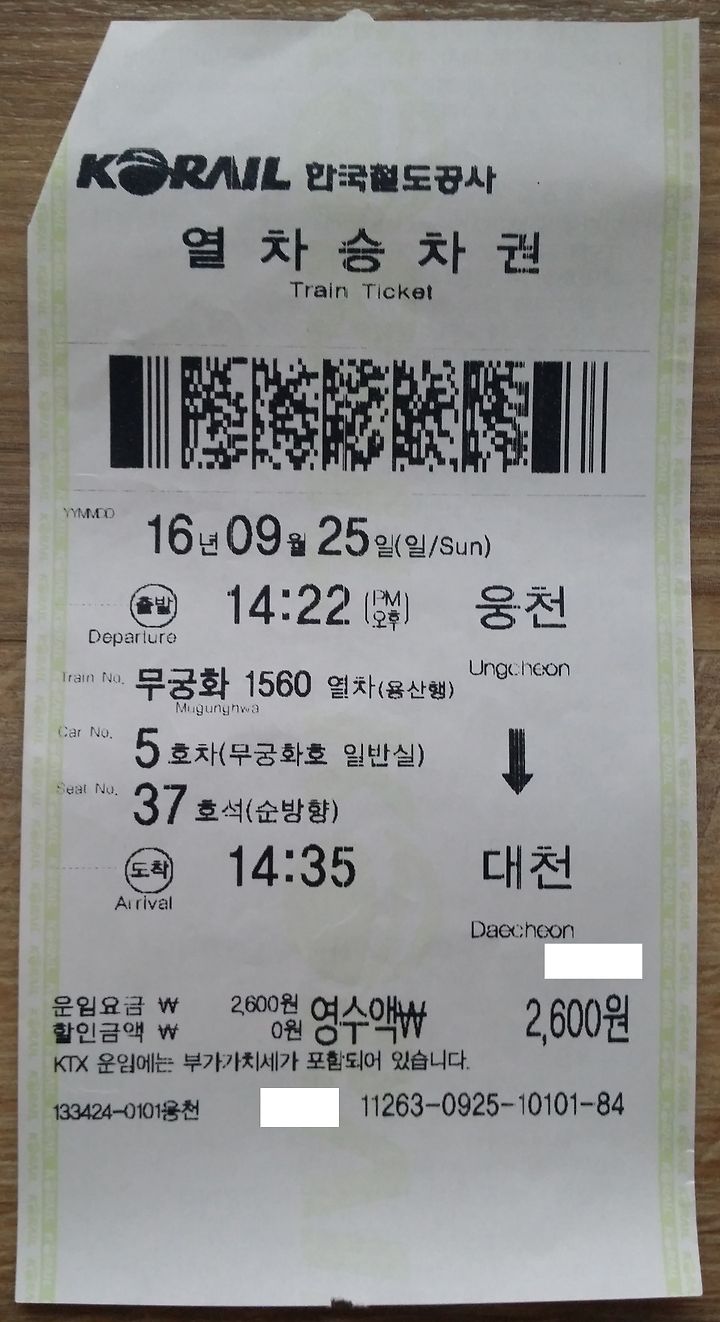 KORAIL 한국철도공사
열차승차권
Train Ticket
YYMMDD
16년 09월 25일(일/Sun)
출발 14:22 (PM 오후) 웅천
Departure Ungcheon
Train No. 무궁화 1560 열차(용산행)
Mugunghwa
Car No. 5호차(무궁화호 일반실)
Seat No. 37호석(순방향)
도착 14:35 대천
Arrival Daecheon
운임요금 ₩ 2,600원 영수액₩ 2,600원
할인금액 ₩ 0원
KTX 운임에는 부가가치세가 포함되어 있습니다.
133424-0101웅천 11263-0925-10101-84